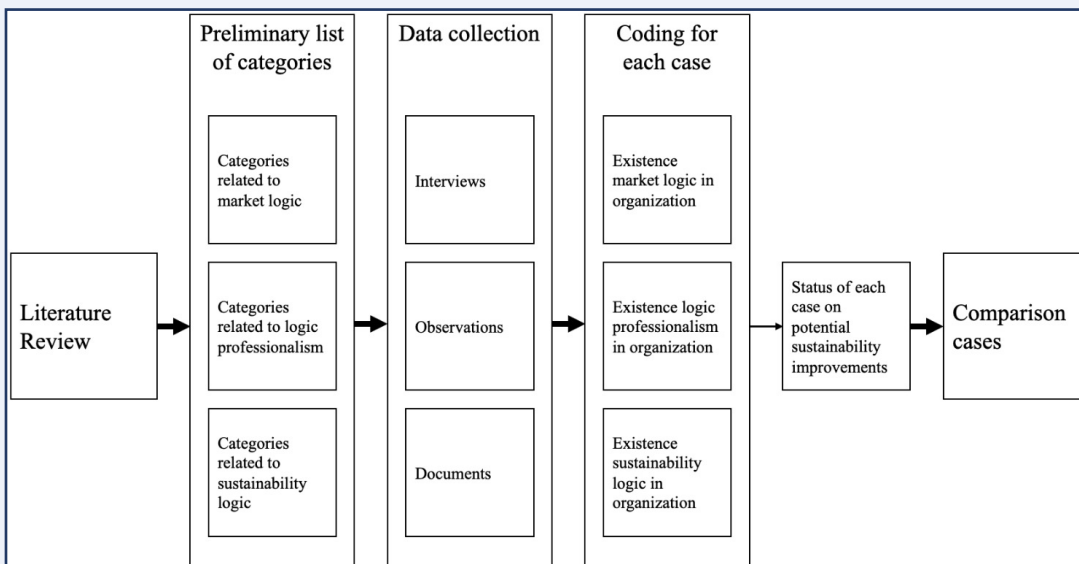 Literature
Review
Preliminary list
of categories
Categories
related to
market logic
Categories
related to logic
professionalism
Categories
related to
sustainability
logic
Data collection
Interviews
Observations
Documents
Coding for
each case
Existence
market logic in
organization
Existence logic
professionalism
in organization
Existence
sustainability
logic in
organization
Status of each
case on
potential
sustainability
improvements
Comparison
cases